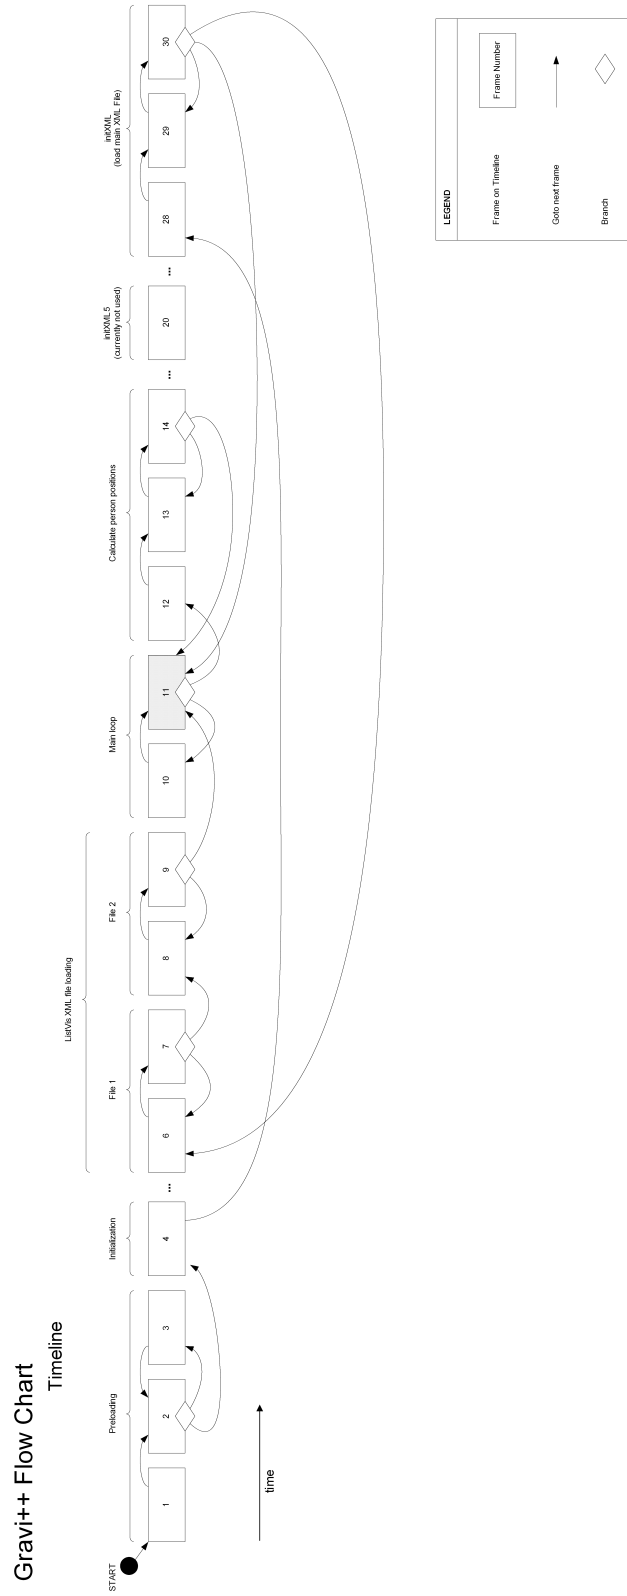 Gravi++ Flow Chart
Timeline
START
Preloading
1
2
3
time
Initialization
4
...
ListVis XML file loading
File 1
6
7
File 2
8
9
Main loop
10
11
Calculate person positions
12
13
14
...
initXML5
(currently not used)
20
...
initXML
(load main XML File)
28
29
30
LEGEND
Frame on Timeline
Frame Number
Goto next frame
Branch